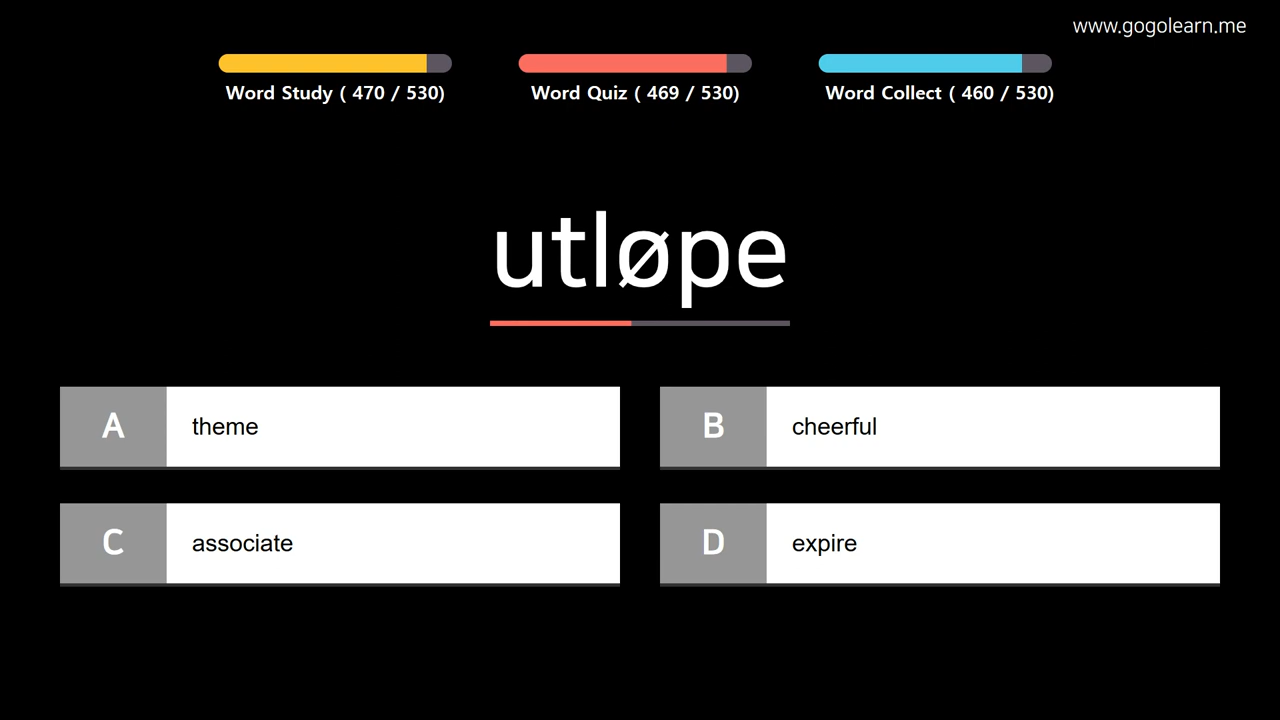 www.gogolearn.me
Word Study ( 470 / 530)
Word Quiz ( 469 / 530)
Word Collect ( 460 / 530)
utløpe
A theme
B cheerful
C associate
D expire